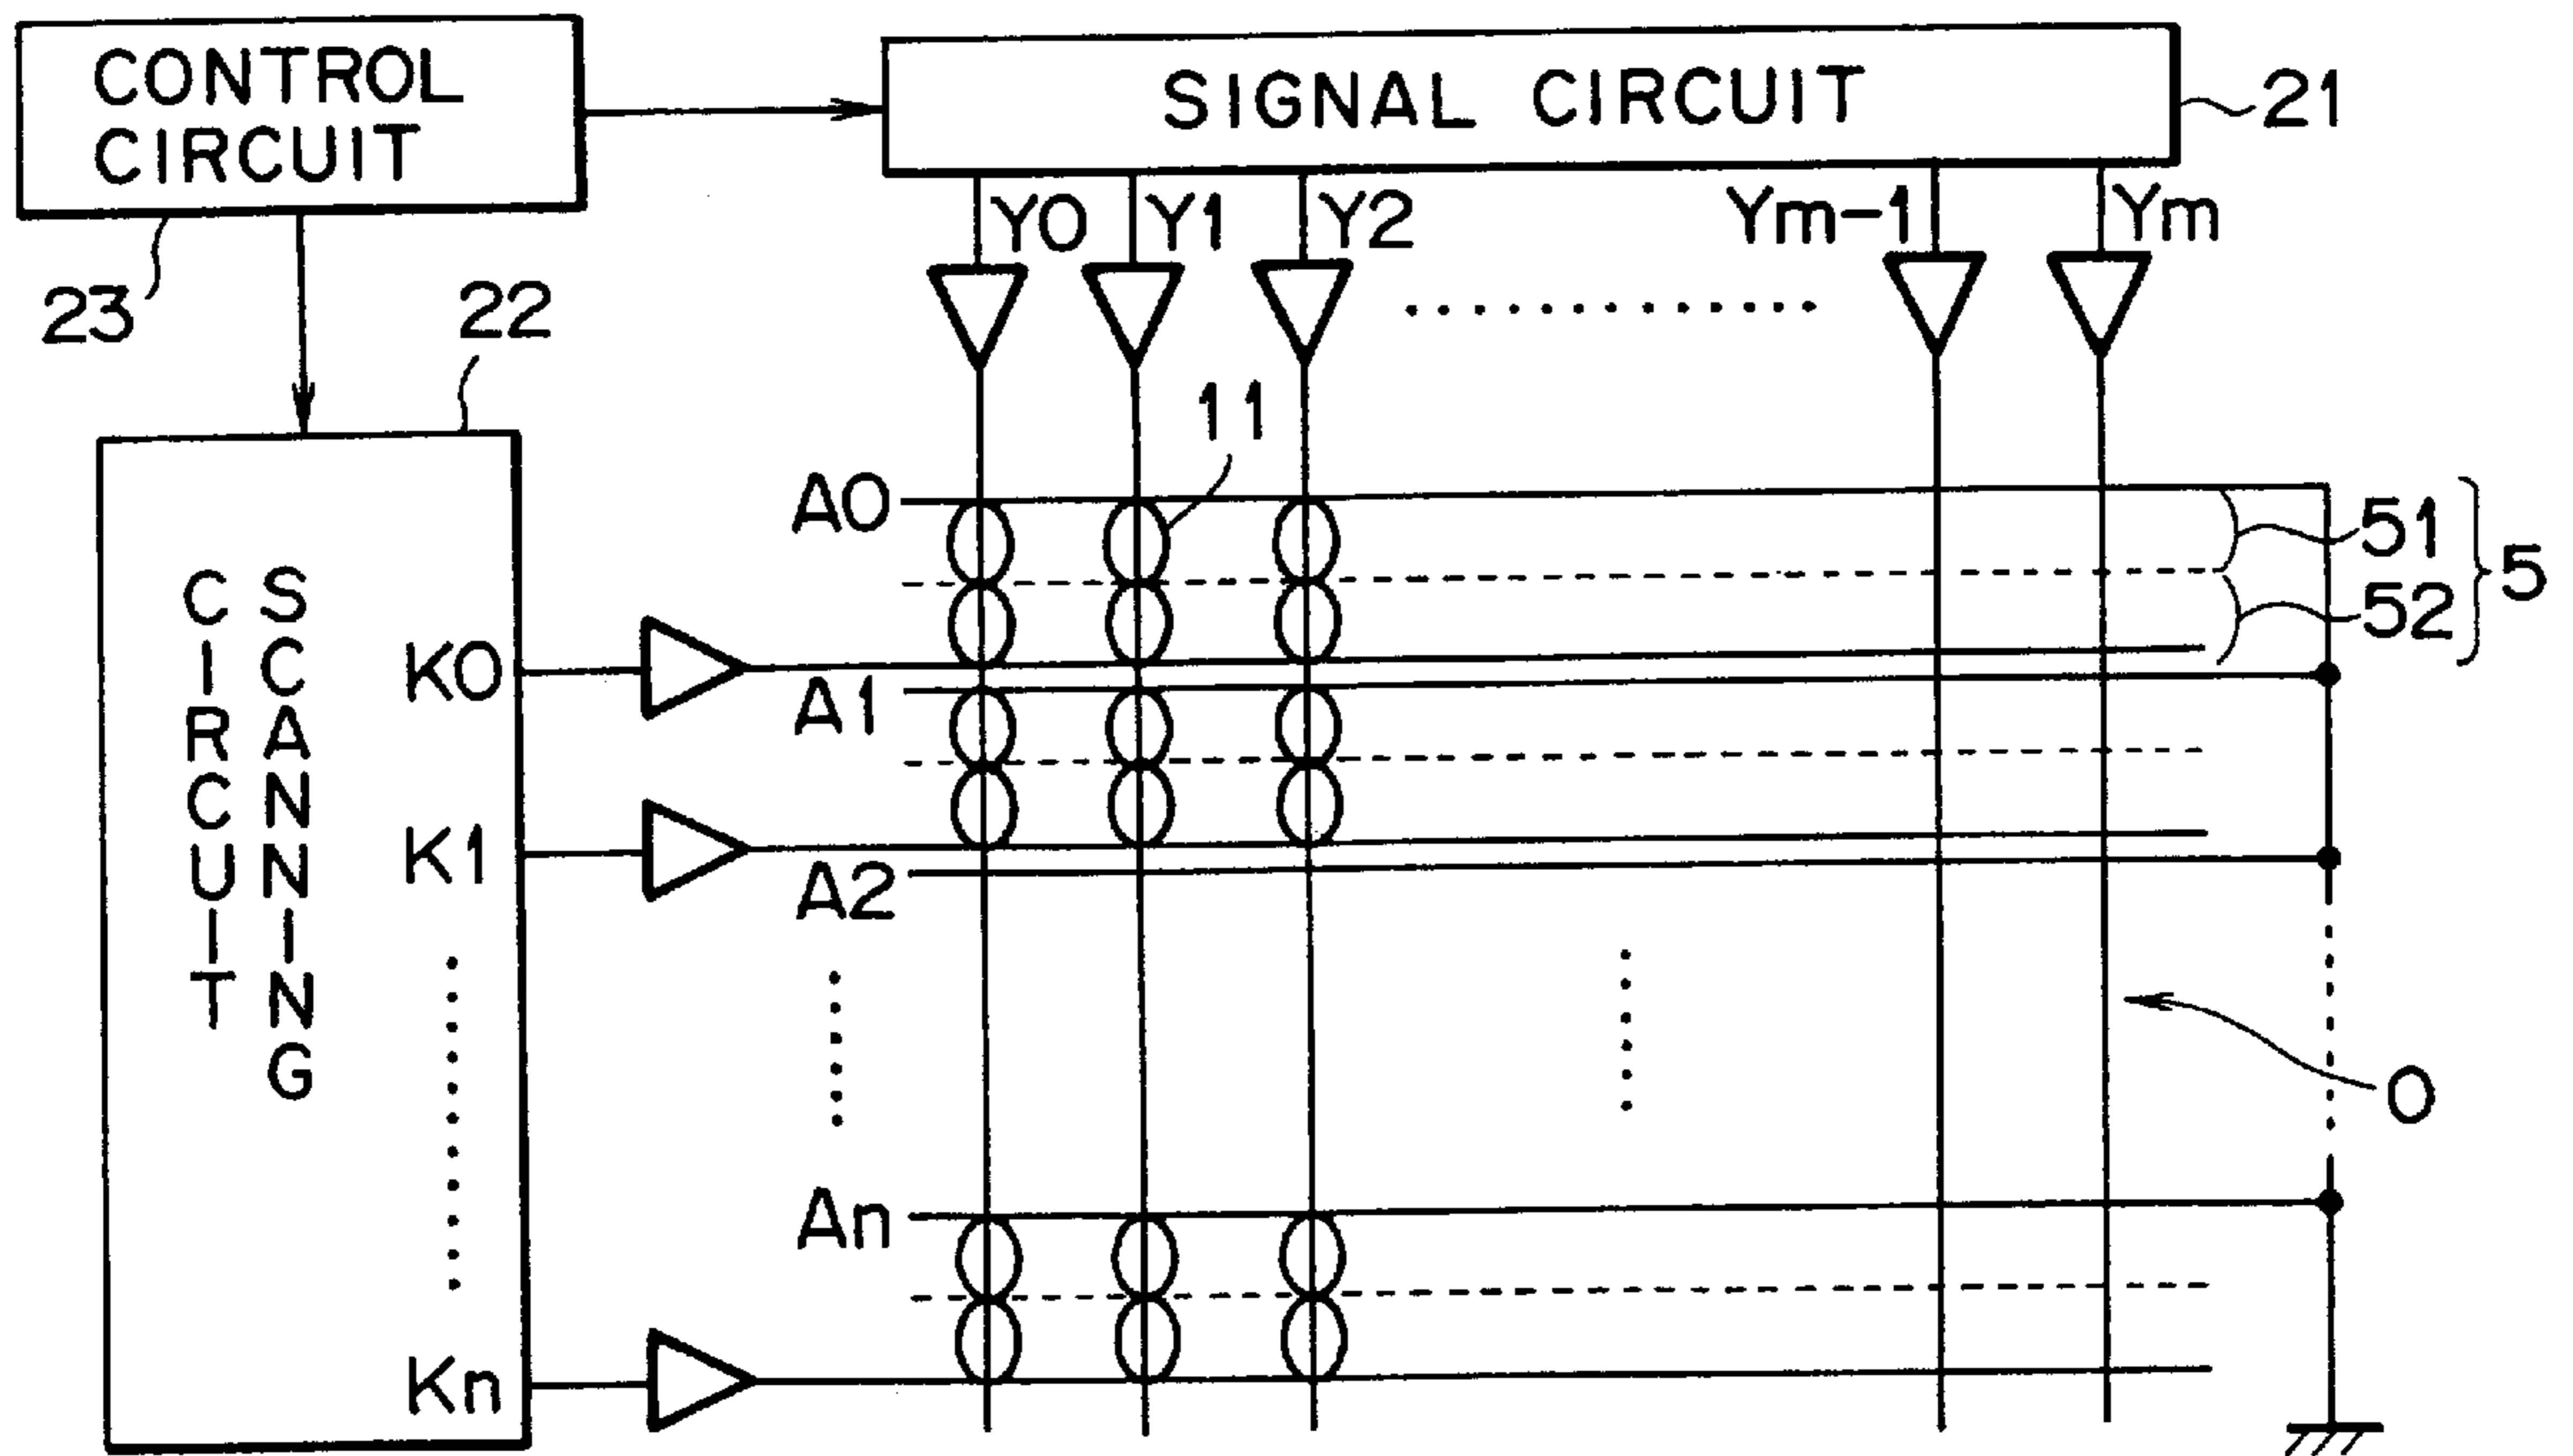 CONTROL
CIRCUIT
SIGNAL CIRCUIT
21
Y0
Y1
Y2
Ym-1
Ym
23
22
11
A0
51
5
52
SCANNING
CIRCUIT
K0
A1
K1
A2
0
An
Kn